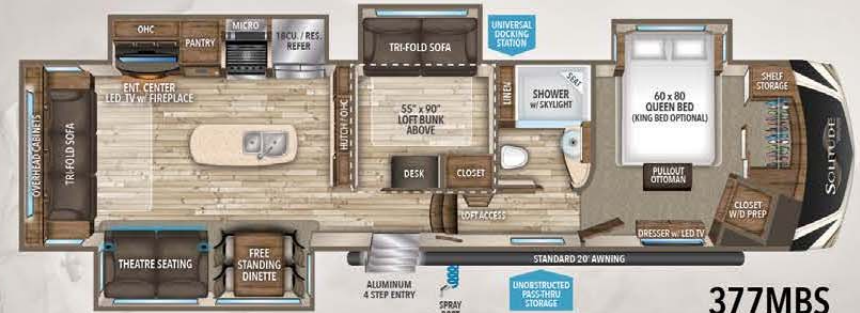 OHC
PANTRY
MICRO
18CU. / RES.
REFER
ENT. CENTER
LED TV w/ FIREPLACE
OVERHEAD CABINETS
TRI-FOLD SOFA
THEATRE SEATING
FREE
STANDING
DINETTE
HUTCH / OHC
TRI-FOLD SOFA
55" x 90"
LOFT BUNK
ABOVE
DESK
CLOSET
LOFT ACCESS
UNIVERSAL
DOCKING
STATION
LINEN
SHOWER
w/ SKYLIGHT
SEAT
60 x 80
QUEEN BED
(KING BED OPTIONAL)
PULLOUT
OTTOMAN
SHELF
STORAGE
CLOSET
W/D PREP
DRESSER w/ LED TV
SOLITUDE
STANDARD 20' AWNING
ALUMINUM
4 STEP ENTRY
SPRAY
UNOBSTRUCTED
PASS-THRU
STORAGE
377MBS